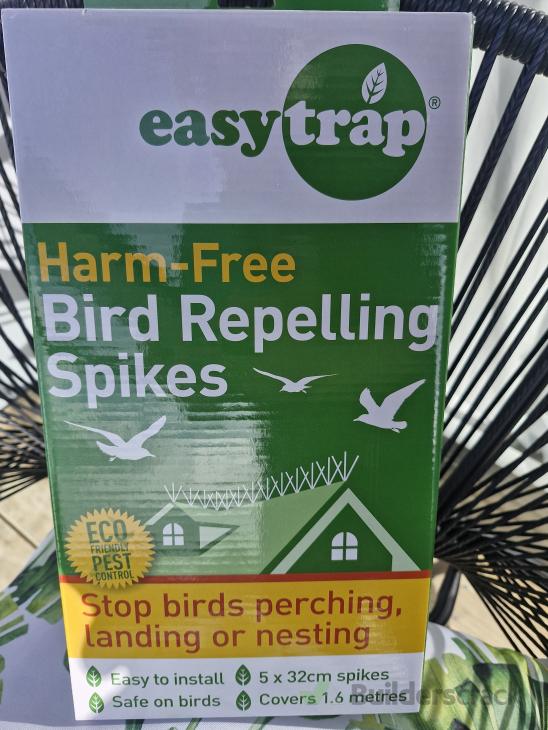 easytrap®
Harm-Free
Bird Repelling
Spikes
ECO
FRIENDLY
PEST
CONTROL
Stop birds perching,
landing or nesting
Easy to install
5 x 32cm spikes
Safe on birds
Covers 1.6 metres
Builderscrack